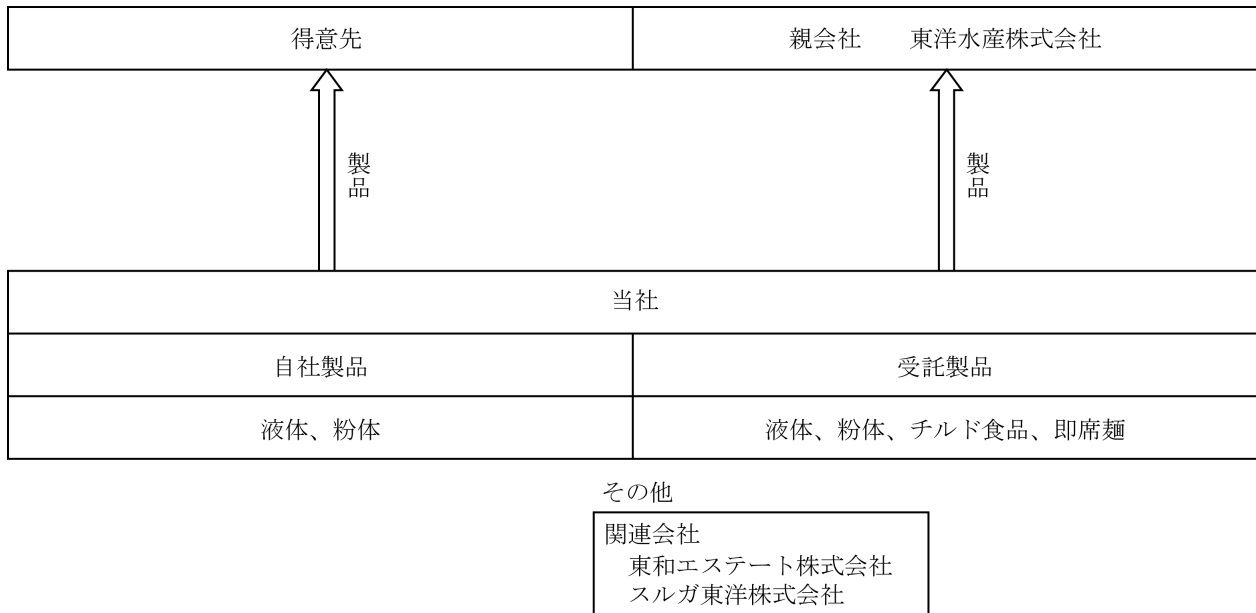 得意先
親会社　　東洋水産株式会社
製品
製品
当社
自社製品
受託製品
液体、粉体
液体、粉体、チルド食品、即席麺
その他
関連会社
東和エステート株式会社
スルガ東洋株式会社